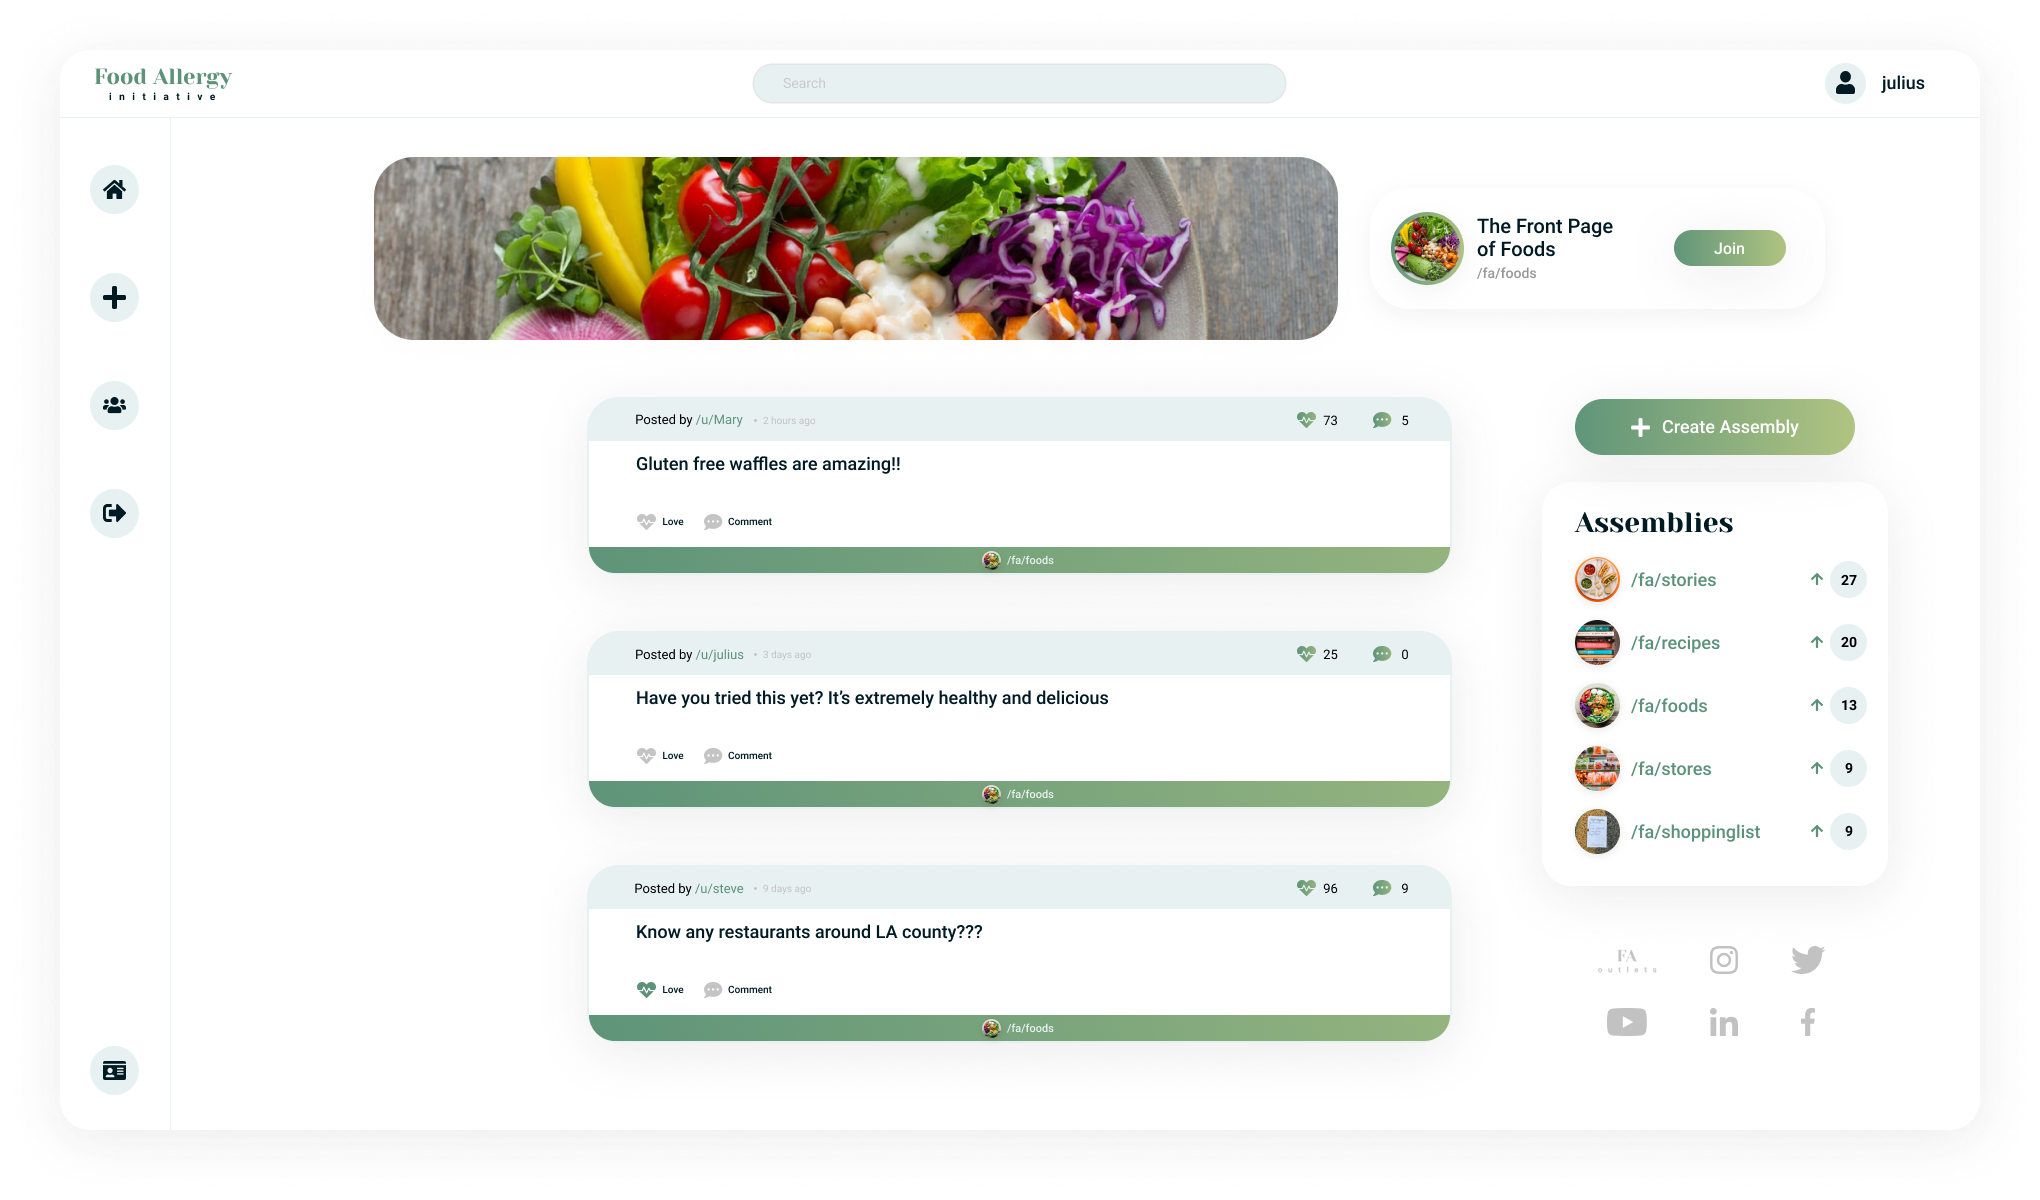 Food Allergy
initiative
Search
julius
The Front Page
of Foods
/fa/foods
Join
Posted by /u/Mary • 2 hours ago
73
5
Gluten free waffles are amazing!!
Love
Comment
/fa/foods
Posted by /u/julius • 3 days ago
25
0
Have you tried this yet? It's extremely healthy and delicious
Love
Comment
/fa/foods
Posted by /u/steve • 9 days ago
96
9
Know any restaurants around LA county???
Love
Comment
/fa/foods
Create Assembly
Assemblies
/fa/stories
27
/fa/recipes
20
/fa/foods
13
/fa/stores
9
/fa/shoppinglist
9
FA
outlets